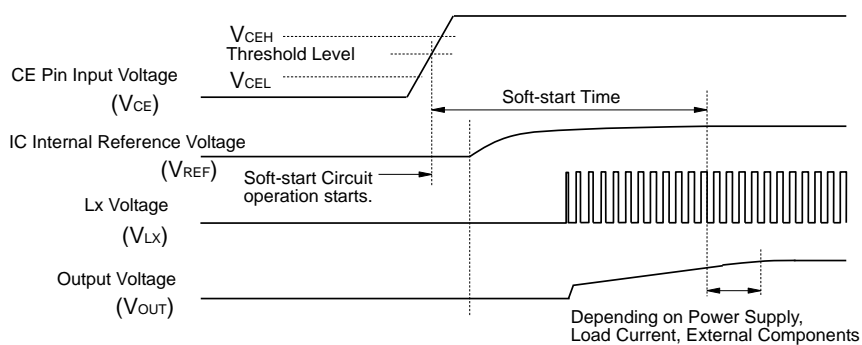 VCEH
Threshold Level
VCEL
CE Pin Input Voltage
(VCE)
Soft-start Time
IC Internal Reference Voltage
(VREF)
Soft-start Circuit
operation starts.
Lx Voltage
(VLX)
Output Voltage
(VOUT)
Depending on Power Supply,
Load Current, External Components